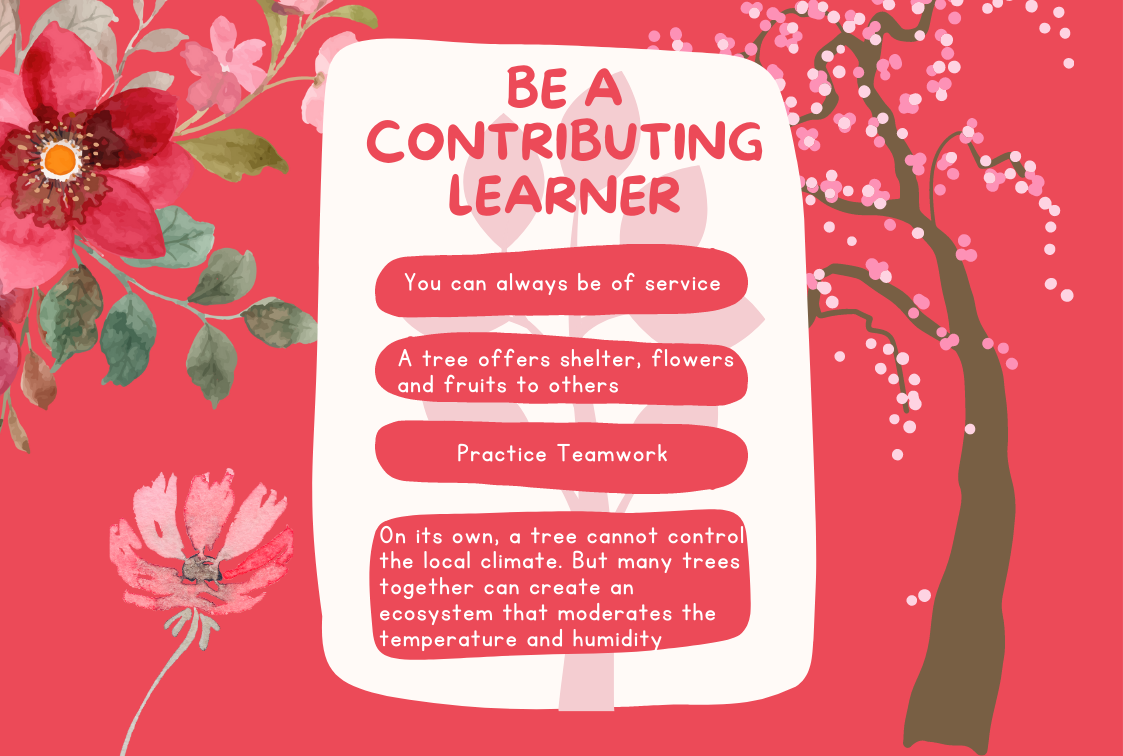 BE A
CONTRIBUTING
LEARNER
You can always be of service
A tree offers shelter, flowers
and fruits to others
Practice Teamwork
On its own, a tree cannot control
the local climate. But many trees
together can create an
ecosystem that moderates the
temperature and humidity